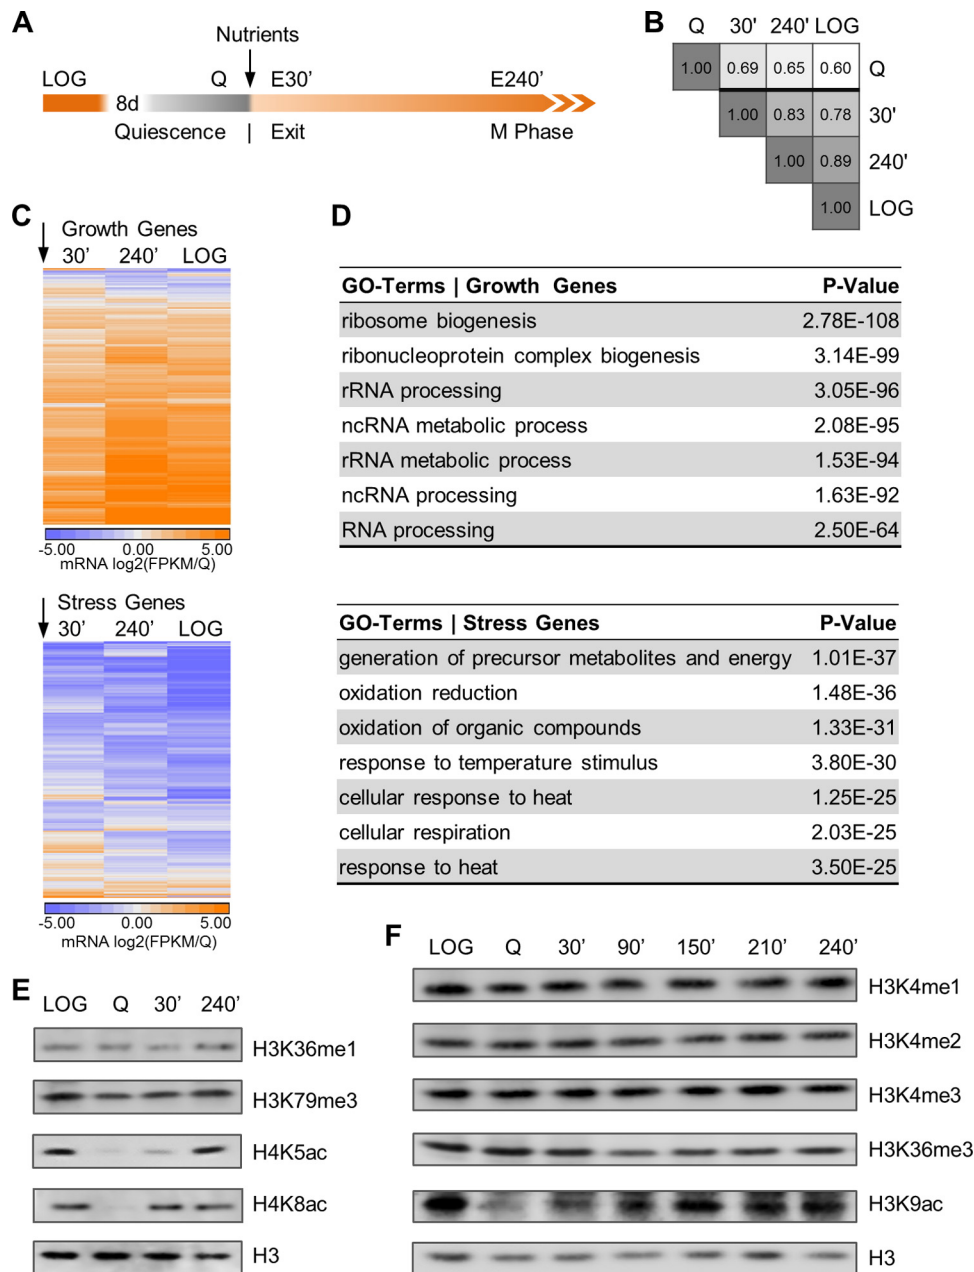 A
Nutrients
LOG Q E30’ E240’
8d
Quiescence | Exit M Phase
B
Q 30' 240' LOG
1.00 0.69 0.65 0.60 Q
1.00 0.83 0.78 30'
1.00 0.89 240'
1.00 LOG
C
Growth Genes
30’ 240’ LOG
-5.00 0.00 5.00
mRNA log2(FPKM/Q)
Stress Genes
30’ 240’ LOG
-5.00 0.00 5.00
mRNA log2(FPKM/Q)
D
GO-Terms | Growth Genes P-Value
ribosome biogenesis 2.78E-108
ribonucleoprotein complex biogenesis 3.14E-99
rRNA processing 3.05E-96
ncRNA metabolic process 2.08E-95
rRNA metabolic process 1.53E-94
ncRNA processing 1.63E-92
RNA processing 2.50E-64
GO-Terms | Stress Genes P-Value
generation of precursor metabolites and energy 1.01E-37
oxidation reduction 1.48E-36
oxidation of organic compounds 1.33E-31
response to temperature stimulus 3.80E-30
cellular response to heat 1.25E-25
cellular respiration 2.03E-25
response to heat 3.50E-25
E
LOG Q 30’ 240’
H3K36me1
H3K79me3
H4K5ac
H4K8ac
H3
F
LOG Q 30’ 90’ 150’ 210’ 240’
H3K4me1
H3K4me2
H3K4me3
H3K36me3
H3K9ac
H3